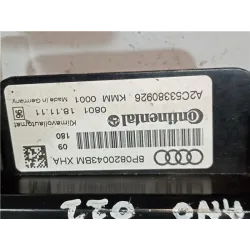 A2C53380926 KMM 0001
0801 18.11.11 Made in Germany
Klimavollautomat
Continental
09
180
8P0820043BM XHA